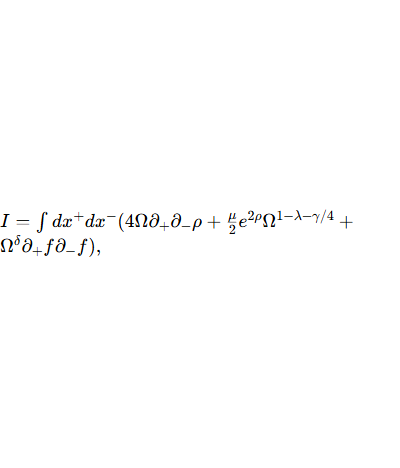 I = ∫ dx⁺dx⁻(4Ω∂₊∂₋ρ + μ/2 e^{2ρ}Ω^{1−λ−γ/4} +
Ω^δ∂₊f∂₋f),